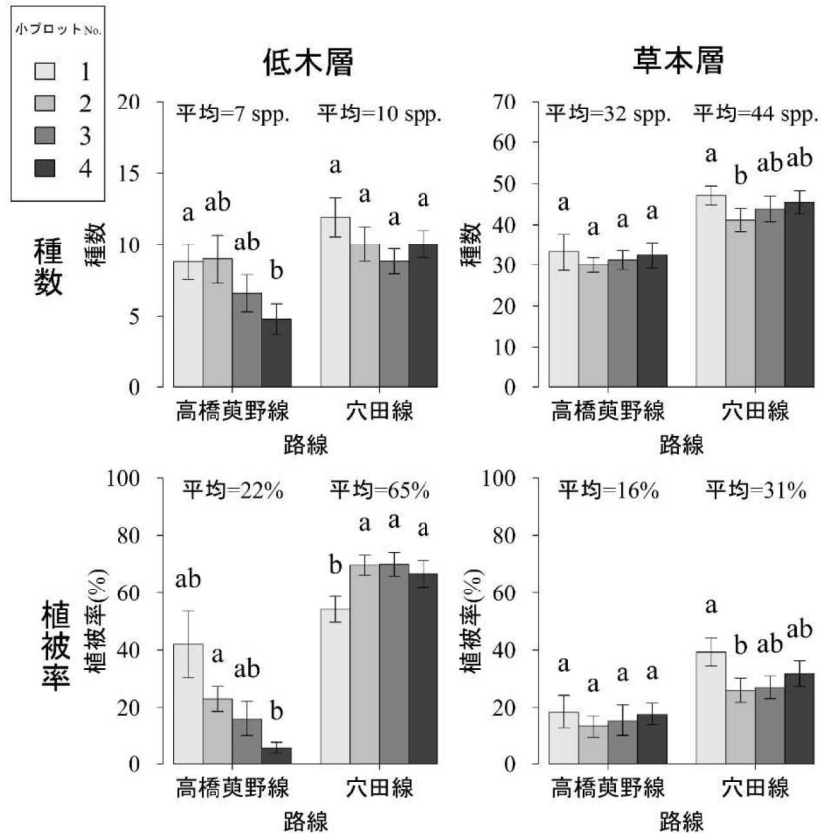 小プロットNo.
1
2
3
4
低木層
草本層
種数
種数
20
15
10
5
0
平均=7 spp.
平均=10 spp.
a
ab
ab
b
a
a
a
a
高橋萸野線
穴田線
路線
種数
70
60
50
40
30
20
10
0
平均=32 spp.
平均=44 spp.
a
a
a
a
a
b
ab
ab
高橋萸野線
穴田線
路線
植被率
植被率(%)
100
80
60
40
20
0
平均=22%
平均=65%
ab
a
ab
b
b
a
a
a
高橋萸野線
穴田線
路線
植被率(%)
100
80
60
40
20
0
平均=16%
平均=31%
a
a
a
a
a
b
ab
ab
高橋萸野線
穴田線
路線